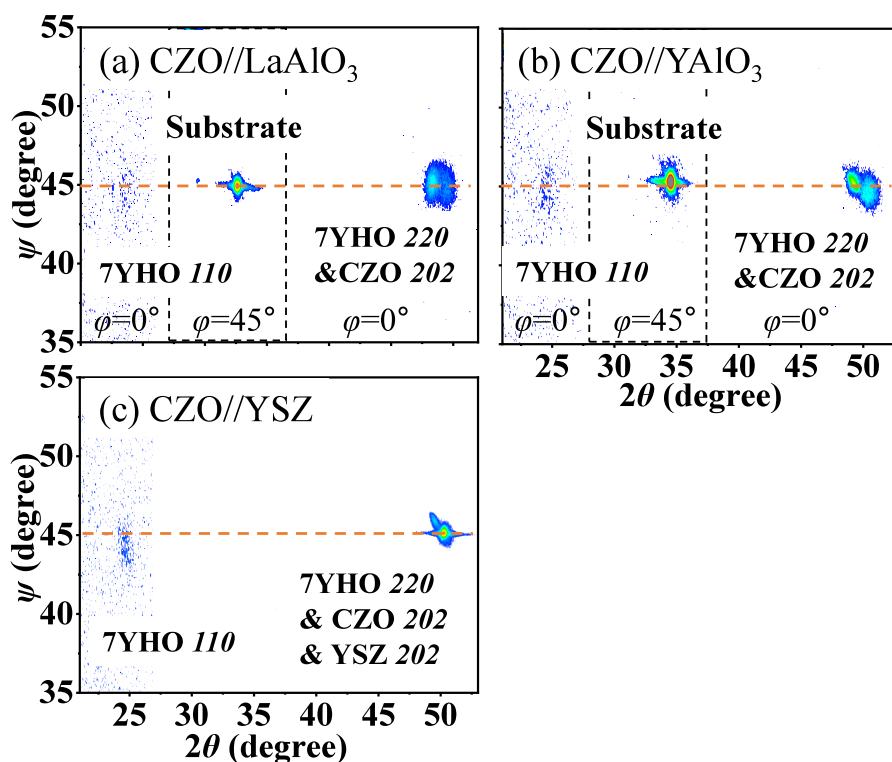 (a) CZO//LaAlO₃
Substrate
7YHO 110
7YHO 220
&CZO 202
φ=0°
φ=45°
φ=0°
55
50
45
40
35
ψ (degree)
(b) CZO//YAlO₃
Substrate
7YHO 110
7YHO 220
&CZO 202
φ=0°
φ=45°
φ=0°
25 30 35 40 45 50
2θ (degree)
(c) CZO//YSZ
7YHO 110
7YHO 220
& CZO 202
& YSZ 202
55
50
45
40
35
ψ (degree)
25 30 35 40 45 50
2θ (degree)